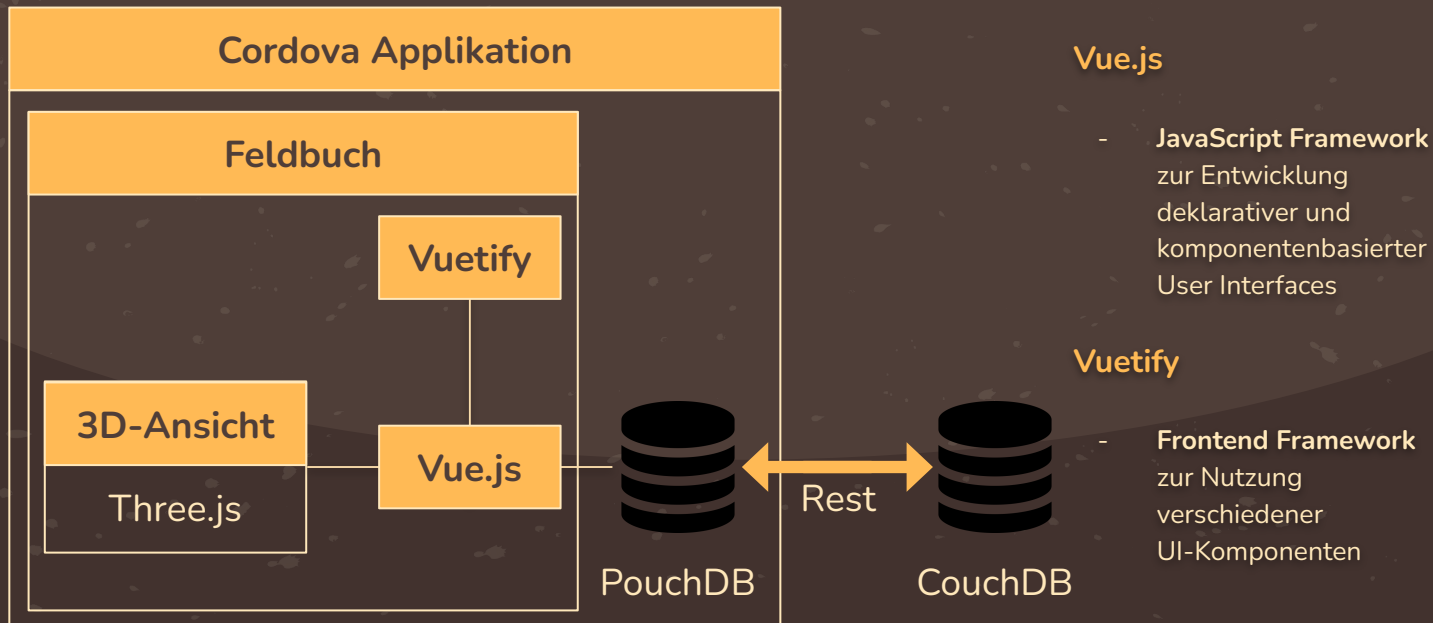 Cordova Applikation
Feldbuch
Vuetify
3D-Ansicht
Three.js
Vue.js
PouchDB
Rest
CouchDB
Vue.js
- JavaScript Framework
zur Entwicklung
deklarativer und
komponentenbasierter
User Interfaces
Vuetify
- Frontend Framework
zur Nutzung
verschiedener
UI-Komponenten